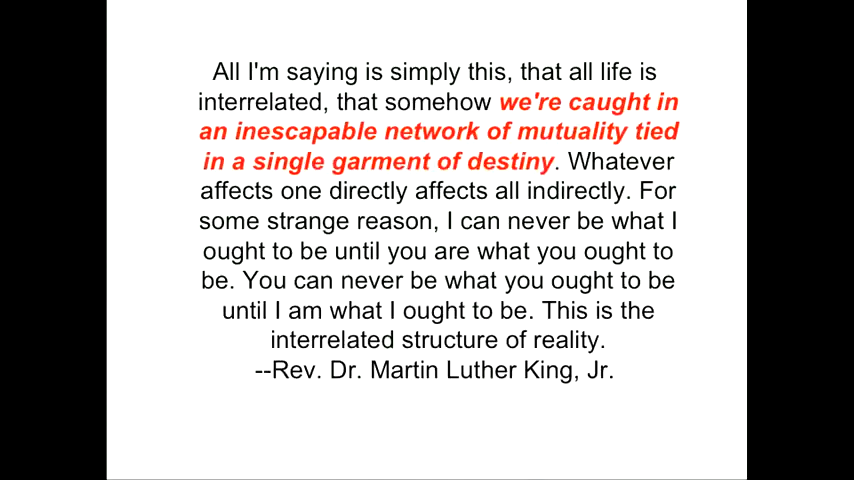 All I'm saying is simply this, that all life is
interrelated, that somehow we're caught in
an inescapable network of mutuality tied
in a single garment of destiny. Whatever
affects one directly affects all indirectly. For
some strange reason, I can never be what I
ought to be until you are what you ought to
be. You can never be what you ought to be
until I am what I ought to be. This is the
interrelated structure of reality.
--Rev. Dr. Martin Luther King, Jr.